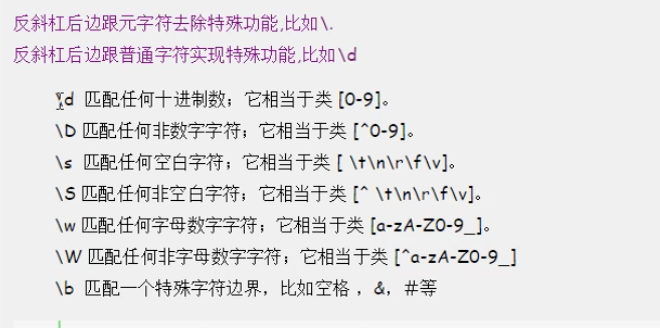 反斜杠后边跟元字符去除特殊功能,比如\.
反斜杠后边跟普通字符实现特殊功能,比如\d
\d 匹配任何十进制数；它相当于类 [0-9]。
\D 匹配任何非数字字符；它相当于类 [^0-9]。
\s 匹配任何空白字符；它相当于类 [ \t\n\r\f\v]。
\S 匹配任何非空白字符；它相当于类 [^ \t\n\r\f\v]。
\w 匹配任何字母数字字符；它相当于类 [a-zA-Z0-9_]。
\W 匹配任何非字母数字字符；它相当于类 [^a-zA-Z0-9_]
\b 匹配一个特殊字符边界，比如空格 ，&，#等